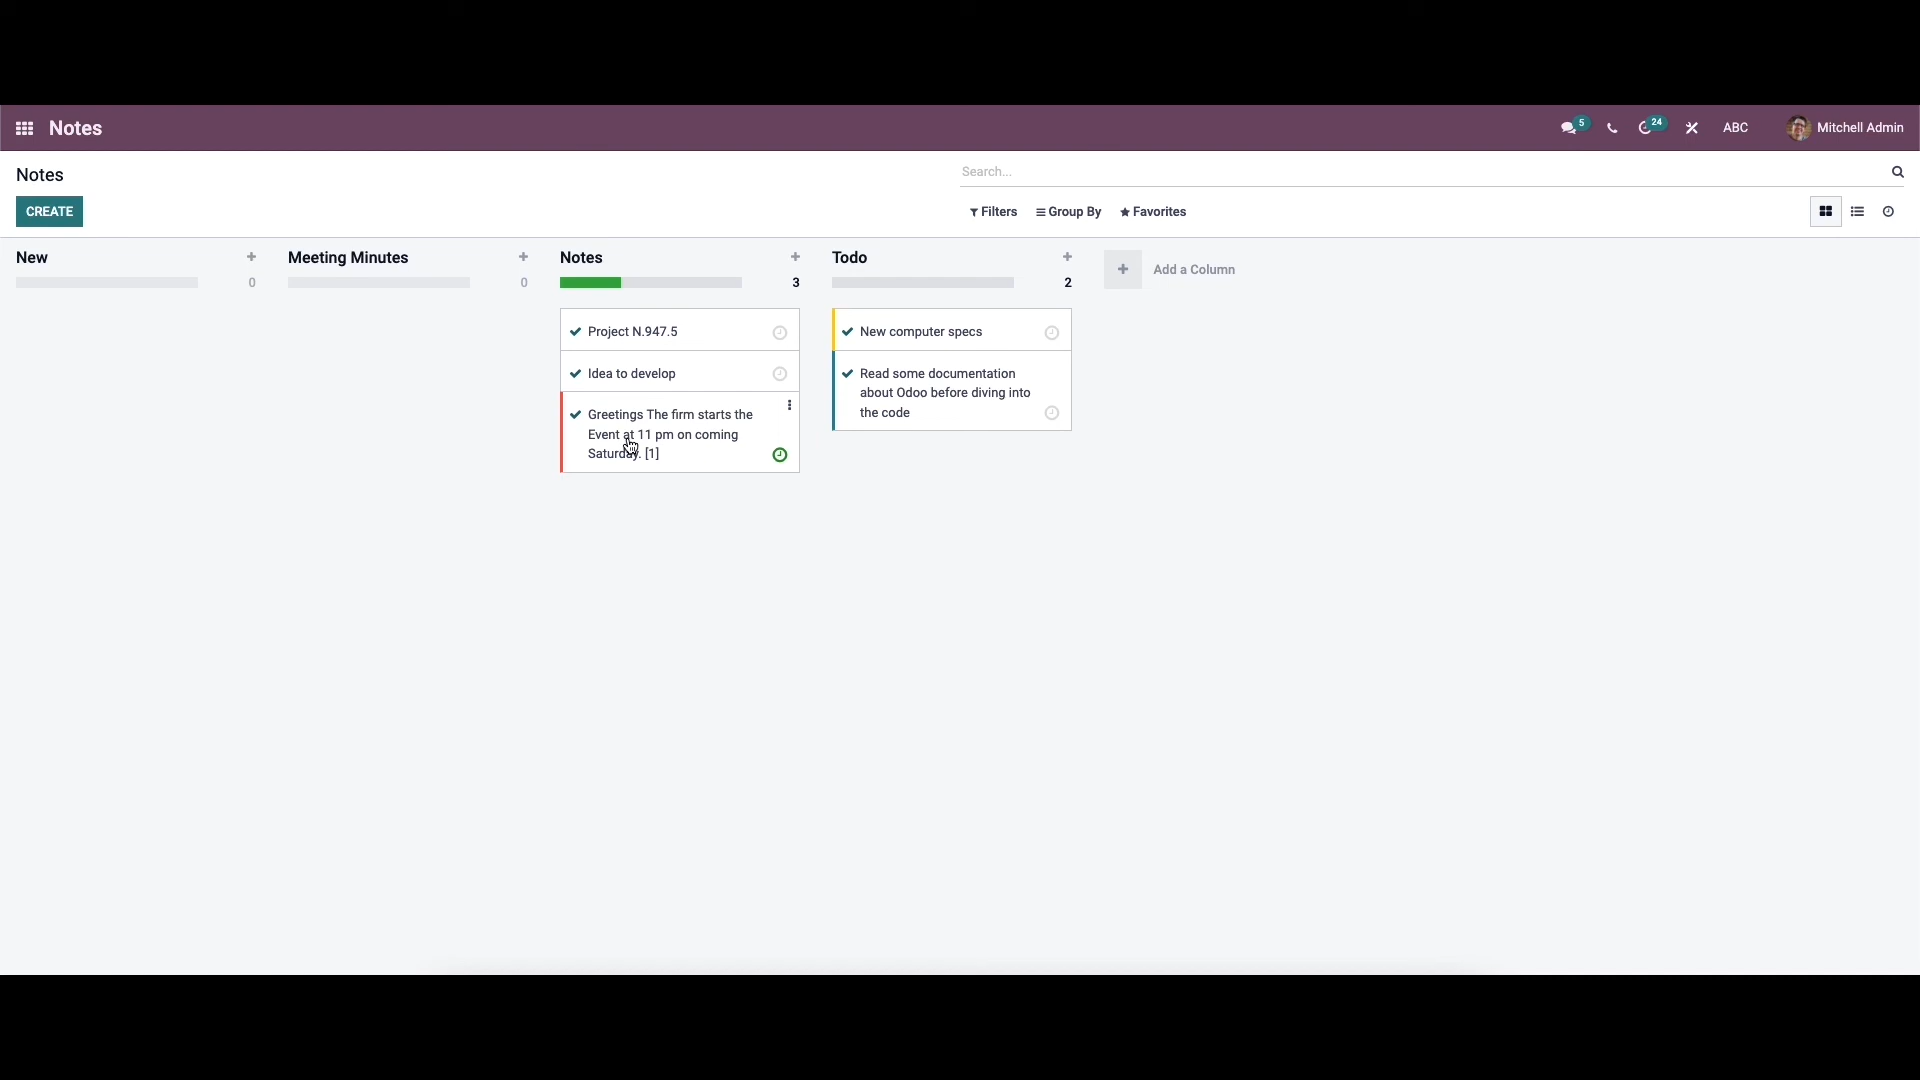 Notes
5
24
ABC
Mitchell Admin
Notes
Search...
CREATE
Filters
Group By
Favorites
New
0
Meeting Minutes
0
Notes
3
Project N.947.5
Idea to develop
Greetings The firm starts the
Event at 11 pm on coming
Saturday. [1]
Todo
2
New computer specs
Read some documentation
about Odoo before diving into
the code
Add a Column